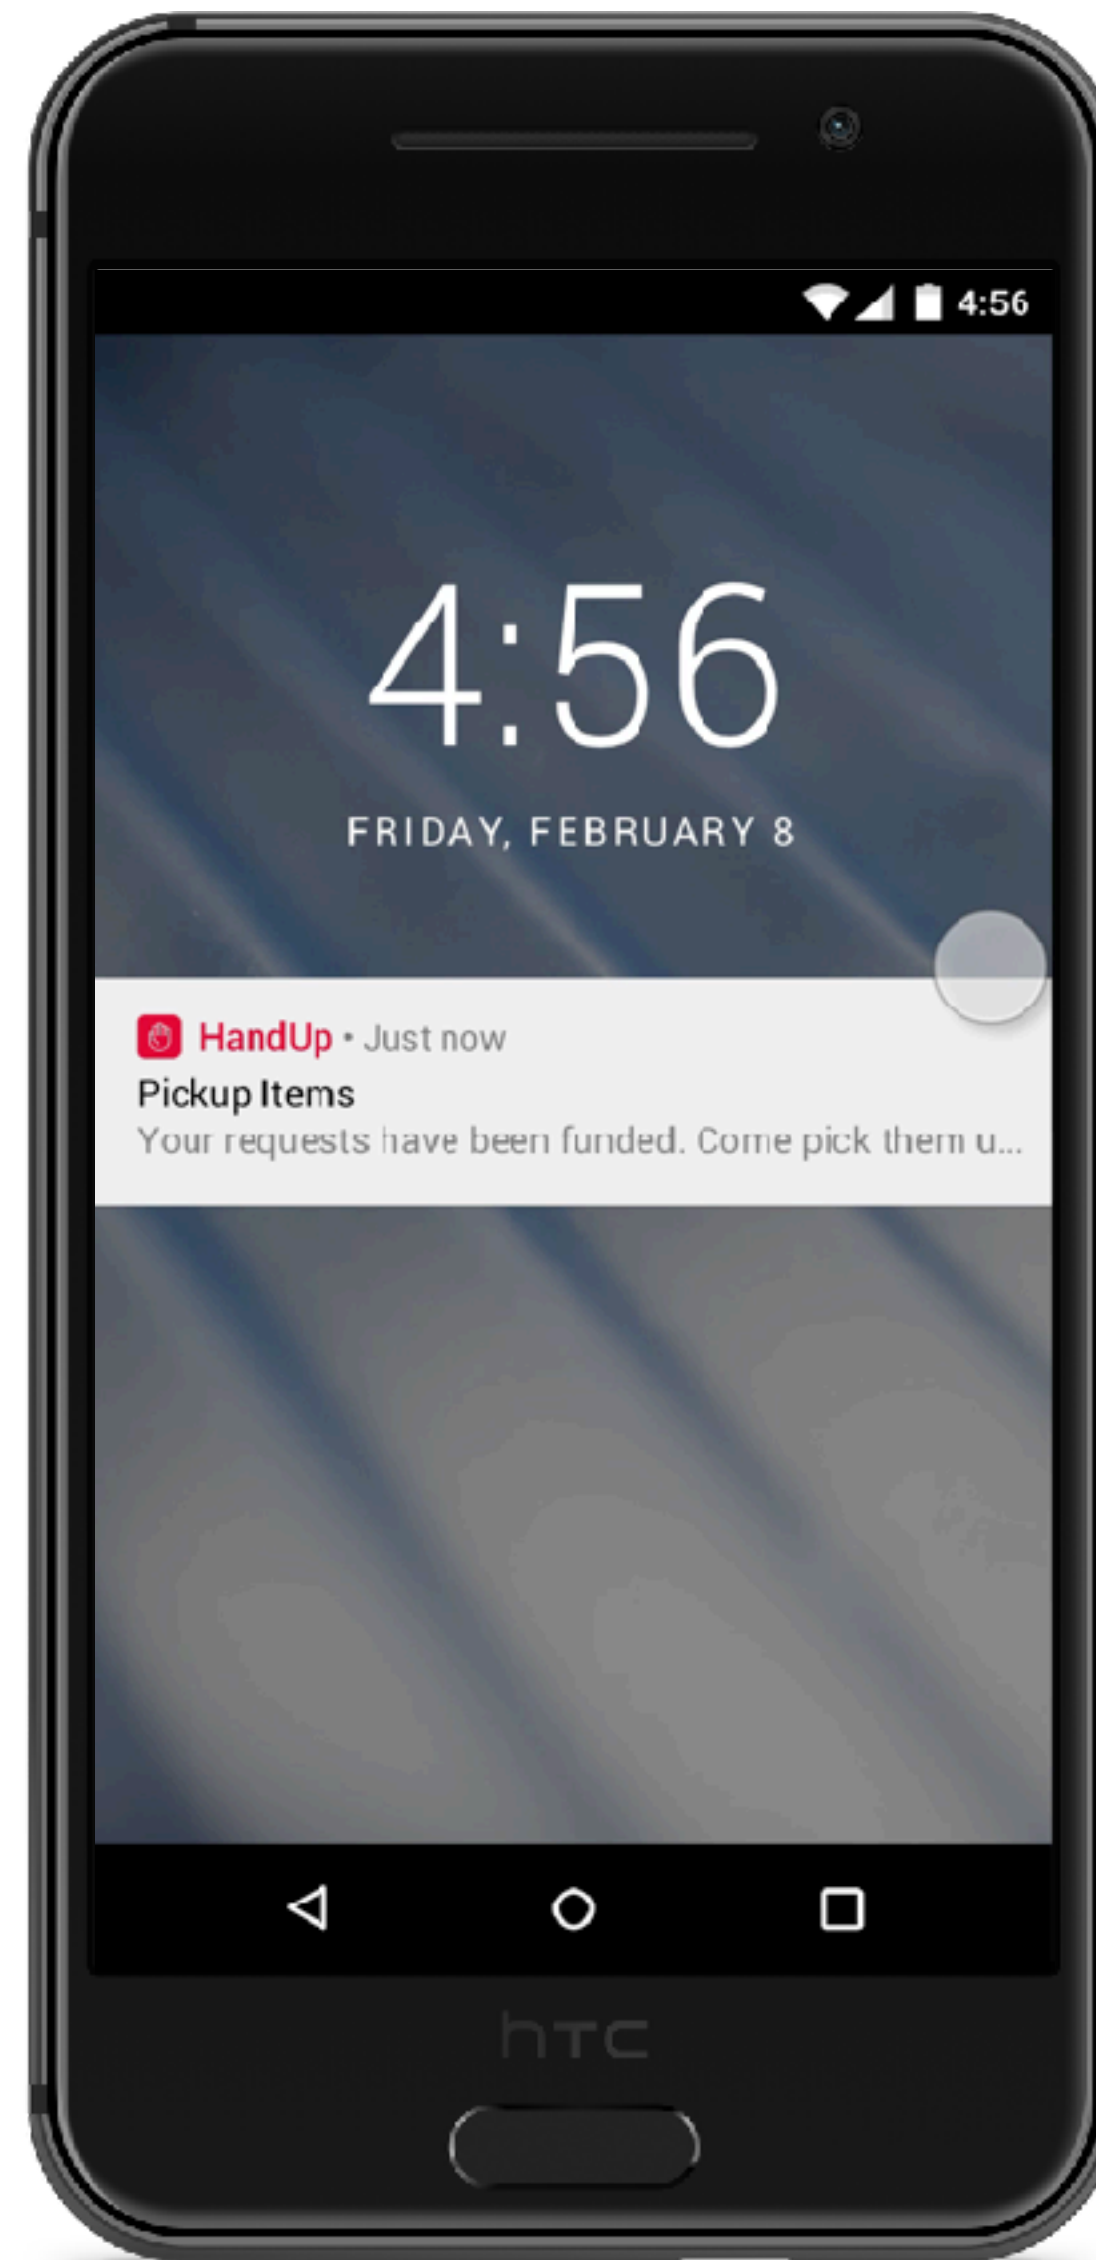 4:56
4:56
FRIDAY, FEBRUARY 8
HandUp • Just now
Pickup Items
Your requests have been funded. Come pick them u...
hTC